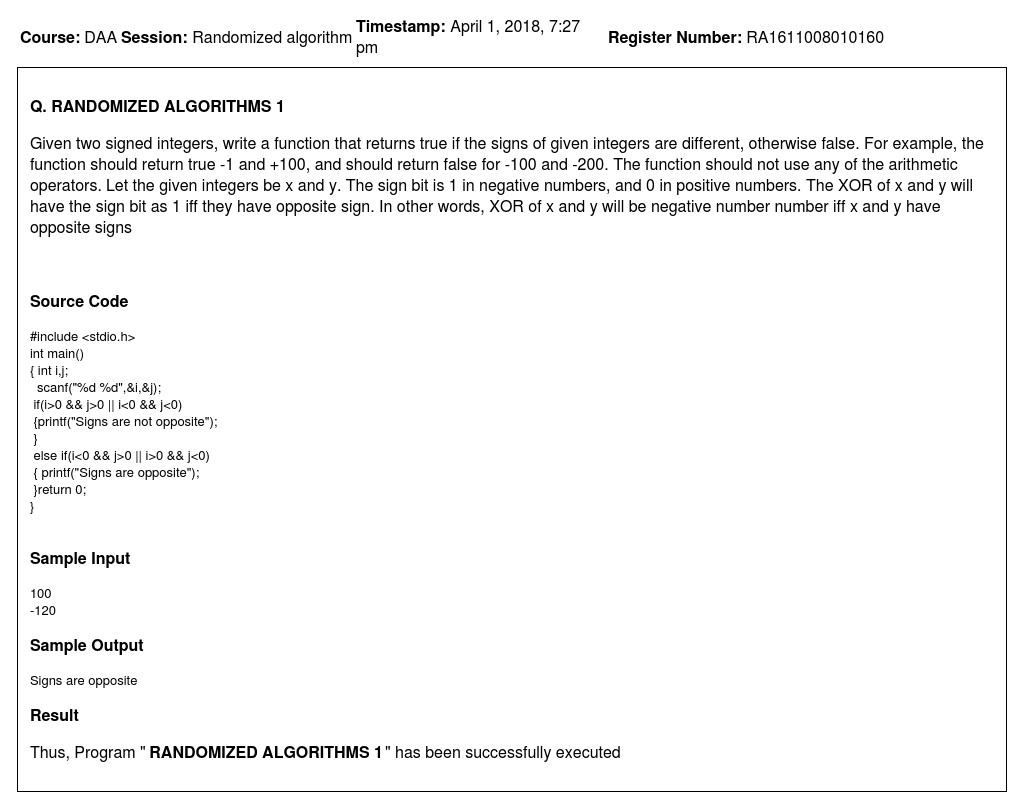 Course: DAA Session: Randomized algorithm Timestamp: April 1, 2018, 7:27 pm Register Number: RA1611008010160
Q. RANDOMIZED ALGORITHMS 1
Given two signed integers, write a function that returns true if the signs of given integers are different, otherwise false. For example, the
function should return true -1 and +100, and should return false for -100 and -200. The function should not use any of the arithmetic
operators. Let the given integers be x and y. The sign bit is 1 in negative numbers, and 0 in positive numbers. The XOR of x and y will
have the sign bit as 1 iff they have opposite sign. In other words, XOR of x and y will be negative number number iff x and y have
opposite signs
Source Code
#include <stdio.h>
int main()
{ int i,j;
scanf("%d %d",&i,&j);
if(i>0 && j>0 || i<0 && j<0)
{printf("Signs are not opposite");
}
else if(i<0 && j>0 || i>0 && j<0)
{ printf("Signs are opposite");
}return 0;
}
Sample Input
100
-120
Sample Output
Signs are opposite
Result
Thus, Program " RANDOMIZED ALGORITHMS 1" has been successfully executed